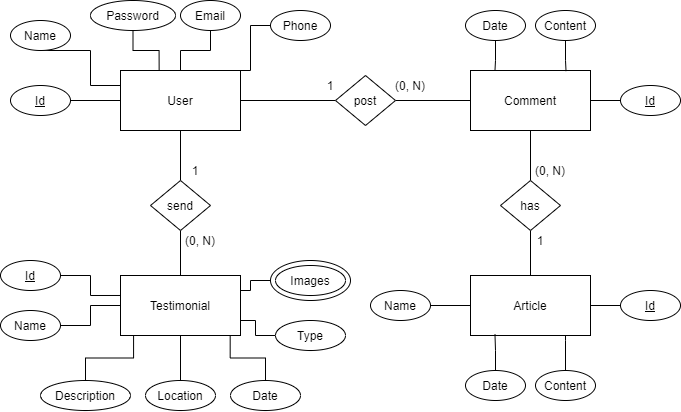 Password
Email
Name
Phone
Date
Content
Id
User
1
post
(0, N)
Comment
Id
1
send
(0, N)
(0, N)
has
1
Id
Name
Testimonial
Images
Type
Description
Location
Date
Name
Article
Id
Date
Content